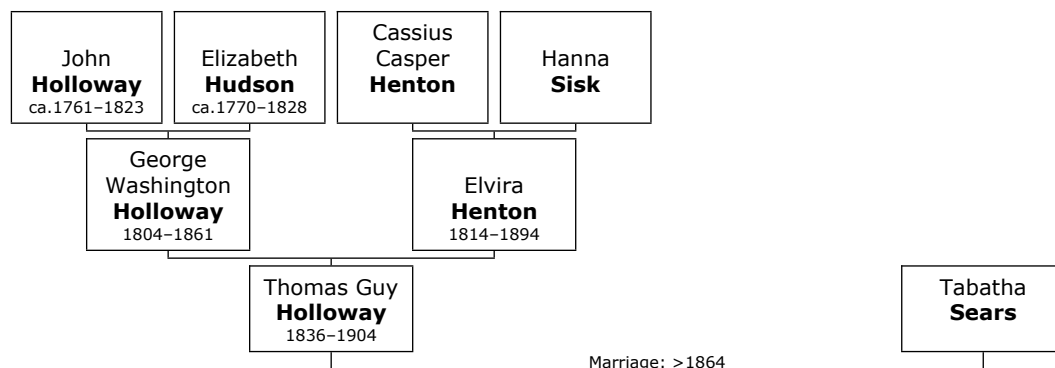 John
Holloway
ca.1761–1823
Elizabeth
Hudson
ca.1770–1828
Cassius
Casper
Henton
Hanna
Sisk
George
Washington
Holloway
1804–1861
Elvira
Henton
1814–1894
Thomas Guy
Holloway
1836–1904
Tabatha
Sears
Marriage: >1864